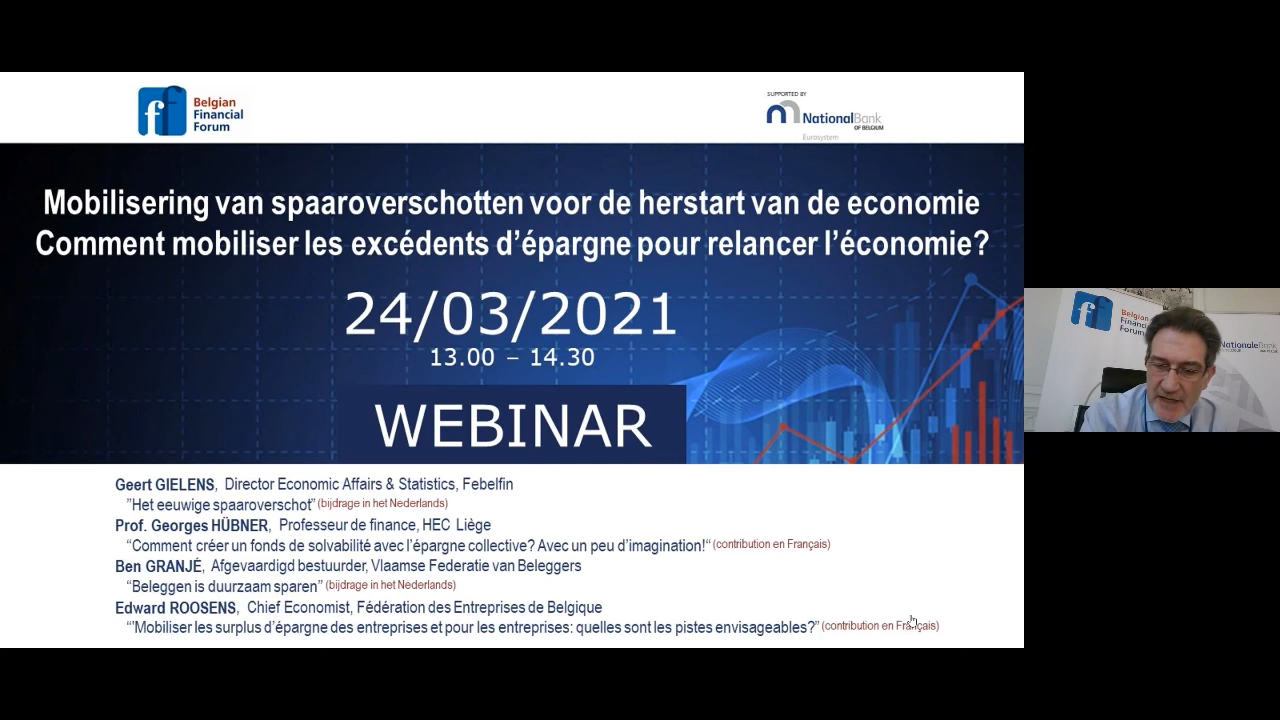 Belgian
Financial
Forum
SUPPORTED BY
NationalBank
OF BELGIUM
Eurosystem
Mobilisering van spaaroverschotten voor de herstart van de economie
Comment mobiliser les excédents d’épargne pour relancer l’économie?
24/03/2021
13.00 – 14.30
WEBINAR
Geert GIELENS, Director Economic Affairs & Statistics, Febelfin
”Het eeuwige spaaroverschot” (bijdrage in het Nederlands)
Prof. Georges HÜBNER, Professeur de finance, HEC Liège
“Comment créer un fonds de solvabilité avec l’épargne collective? Avec un peu d’imagination!“ (contribution en Français)
Ben GRANJÉ, Afgevaardigd bestuurder, Vlaamse Federatie van Beleggers
“Beleggen is duurzaam sparen” (bijdrage in het Nederlands)
Edward ROOSENS, Chief Economist, Fédération des Entreprises de Belgique
“’Mobiliser les surplus d’épargne des entreprises et pour les entreprises: quelles sont les pistes envisageables?” (contribution en Français)
Belgian
Financial
Forum
NationaleBank